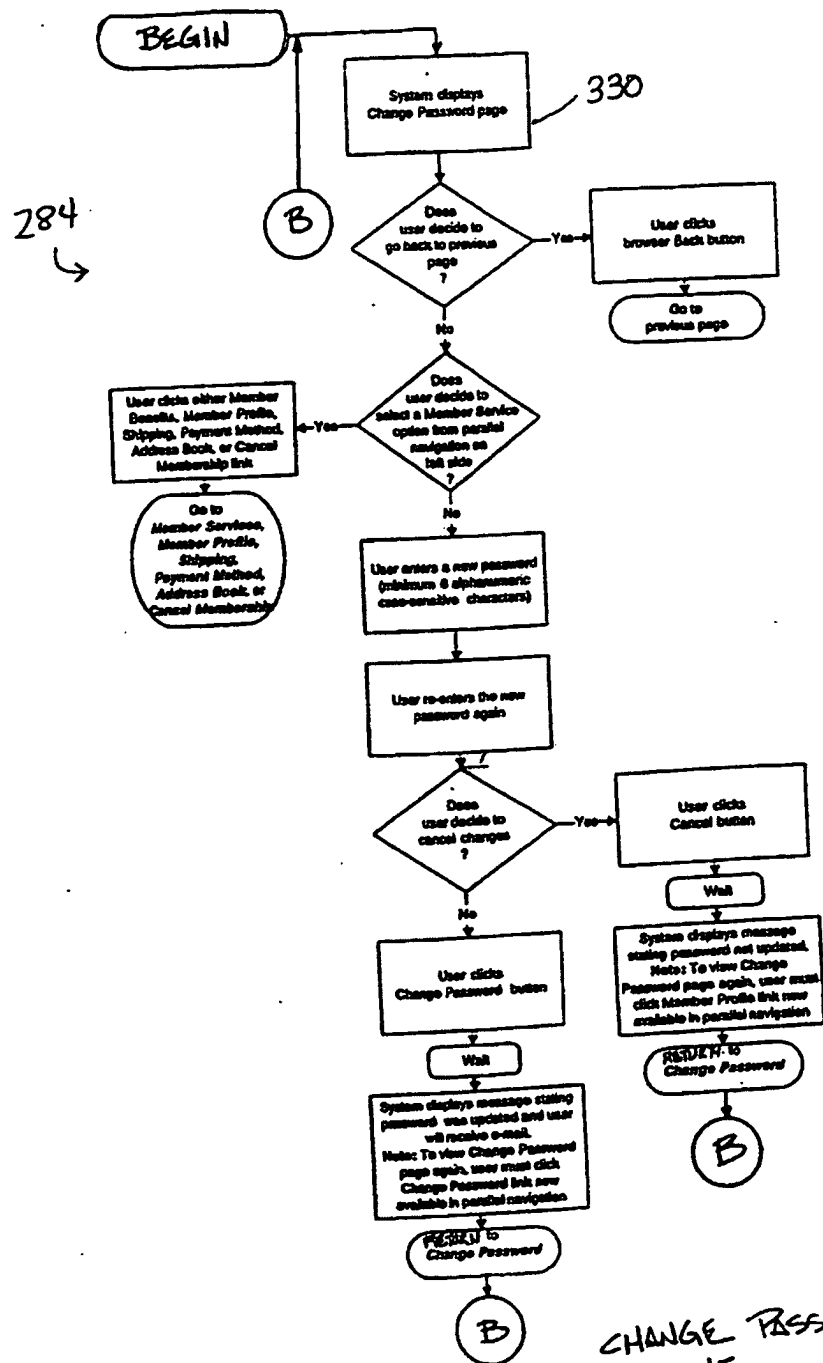 BEGIN
System displays
Change Password page
330
B
284
Does
user decide to
go back to previous
page
?
Yes
User clicks
browser Back button
Go to
previous page
No
Does
user decide to
select a Member Service
option from parallel
navigation on
left side
?
Yes
User clicks either Member
Benefits, Member Profile,
Shipping, Payment Method,
Address Book, or Cancel
Membership link
Go to
Member Services,
Member Profile,
Shipping,
Payment Method,
Address Book, or
Cancel Membership
No
User enters a new password
(minimum 6 alphanumeric
case-sensitive characters)
User re-enters the new
password again
Does
user decide to
cancel changes
?
Yes
User clicks
Cancel button
Wait
System displays message
stating password not updated.
Note: To view Change
Password page again, user must
click Member Profile link now
available in parallel navigation
RETURN to
Change Password
B
No
User clicks
Change Password button
Wait
System displays message stating
password was updated and user
will receive e-mail.
Note: To view Change Password
page again, user must click
Change Password link now
available in parallel navigation
RETURN to
Change Password
B
CHANGE PASS